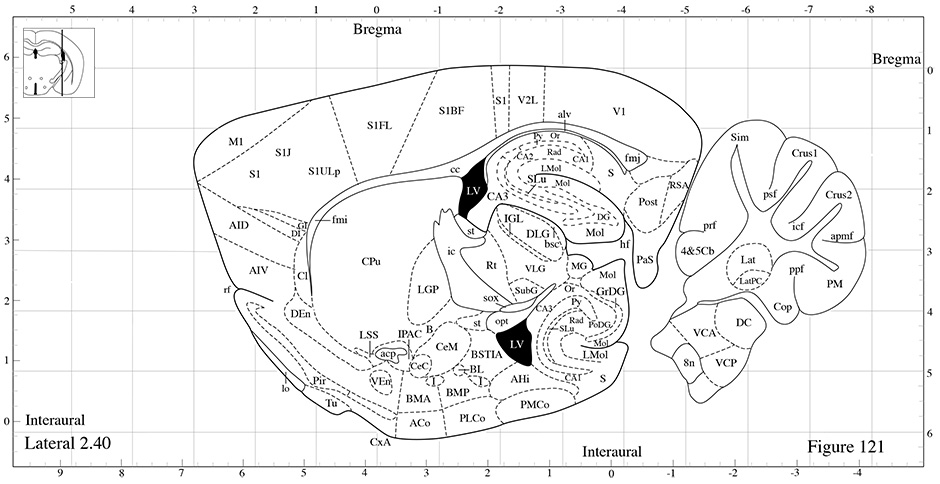 5 4 3 2 1 0 -1 -2 -3 -4 -5 -6 -7 -8
Bregma
Bregma
6 0
5 1
4 2
3 3
2 4
1 5
0 6
M1 S1J S1 S1ULp S1FL S1BF S1 V2L V1
alv
Py Or
CA2 Rad CA1 fmj
LMol
SLu Mol S
cc LV CA3 DG Mol hf
RSA Post PaS
AID GI DI fmi
AIV Cl DEn rf
CPu LGP ic st Rt
IGL DLG bsc VLG MG
SubG sox opt st
Mol Or GrDG
CA3 Py
Rad PoDG
SLu Mol
LMol
CA1 S
LSS IPAC B
acp CeM CeC BSTIA LV
VEn I BL I AHi
BMA BMP
ACo PLCo PMCo
lo Pir Tu CxA
Sim Crus1 Crus2
psf icf apmf
prf 4&5Cb
Lat LatPC ppf PM
Cop
VCA DC
8n VCP
Interaural
Lateral 2.40
Interaural
Figure 121
9 8 7 6 5 4 3 2 1 0 -1 -2 -3 -4